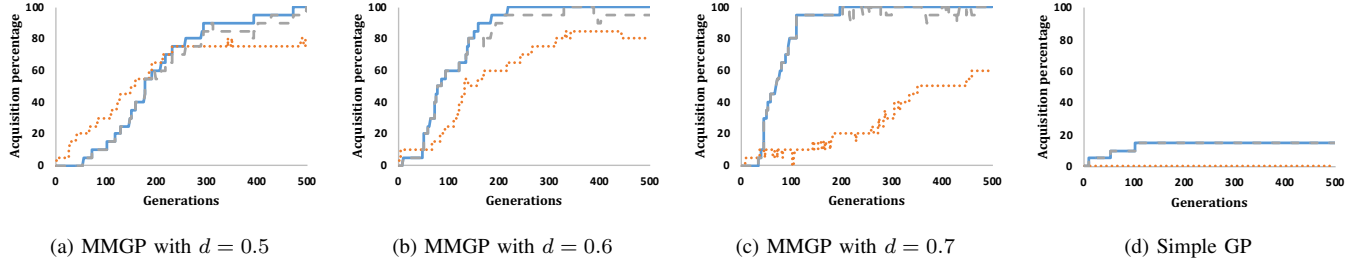 Acquisition percentage
100
80
60
40
20
0
0 100 200 300 400 500
Generations
(a) MMGP with d = 0.5
Acquisition percentage
100
80
60
40
20
0
0 100 200 300 400 500
Generations
(b) MMGP with d = 0.6
Acquisition percentage
100
80
60
40
20
0
0 100 200 300 400 500
Generations
(c) MMGP with d = 0.7
Acquisition percentage
100
80
60
40
20
0
0 100 200 300 400 500
Generations
(d) Simple GP